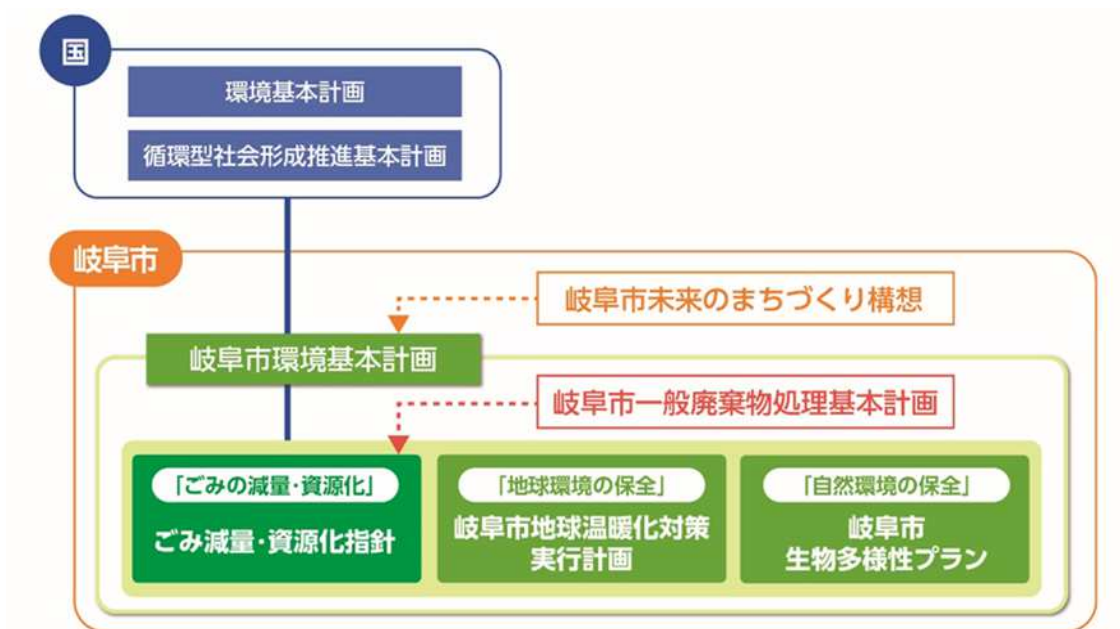 国
環境基本計画
循環型社会形成推進基本計画
岐阜市
岐阜市未来のまちづくり構想
岐阜市環境基本計画
岐阜市一般廃棄物処理基本計画
「ごみの減量・資源化」
ごみ減量・資源化指針
「地球環境の保全」
岐阜市地球温暖化対策
実行計画
「自然環境の保全」
岐阜市
生物多様性プラン